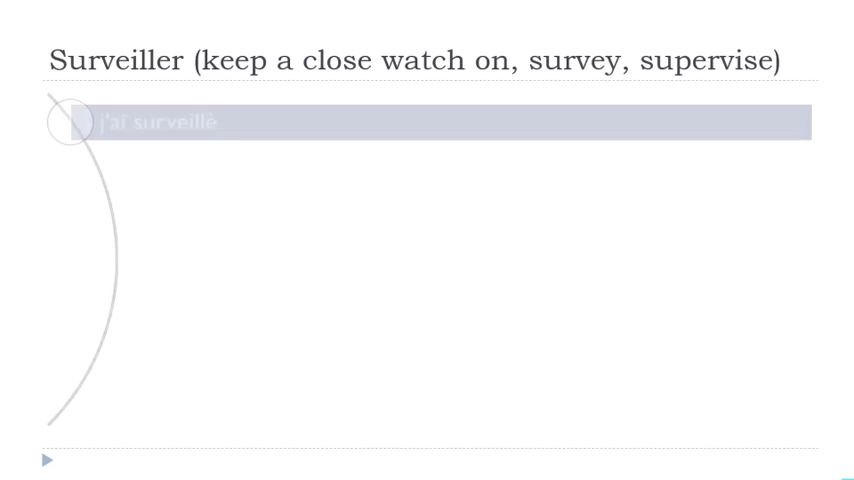 Surveiller (keep a close watch on, survey, supervise)
j'ai surveillé